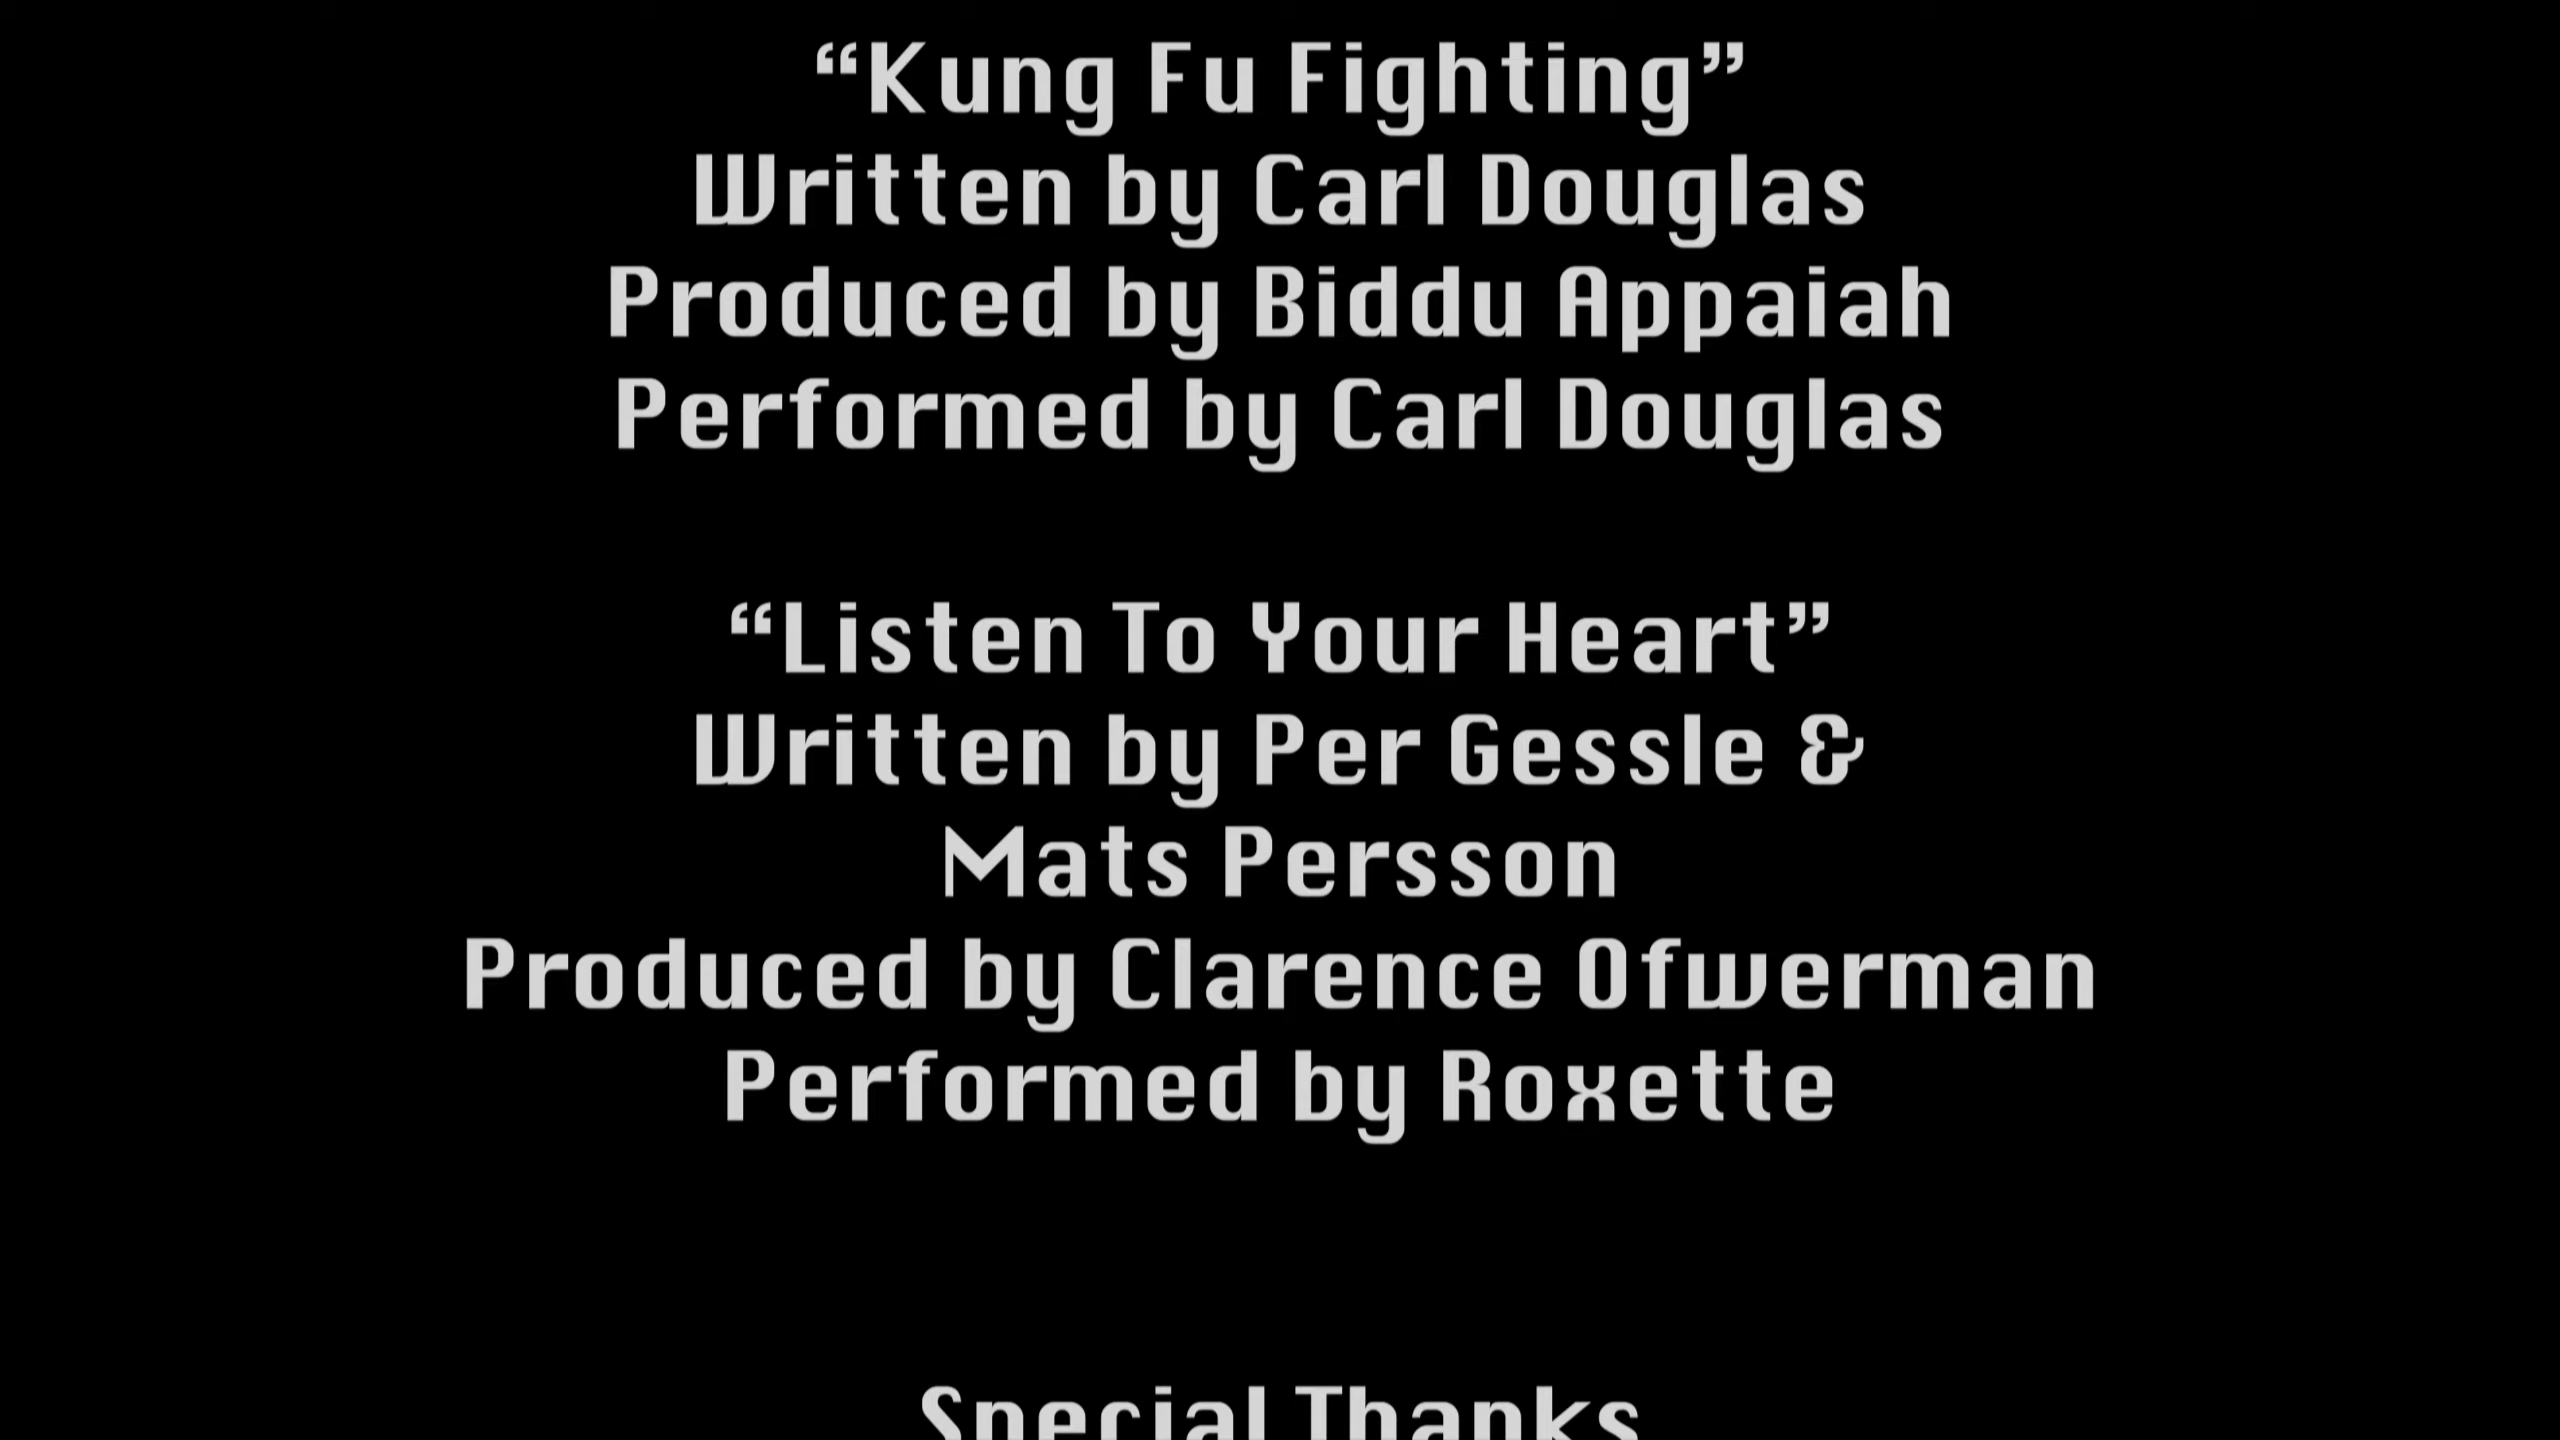 “Kung Fu Fighting”
Written by Carl Douglas
Produced by Biddu Appaiah
Performed by Carl Douglas
“Listen To Your Heart”
Written by Per Gessle &
Mats Persson
Produced by Clarence Ofwerman
Performed by Roxette
Special Thanks